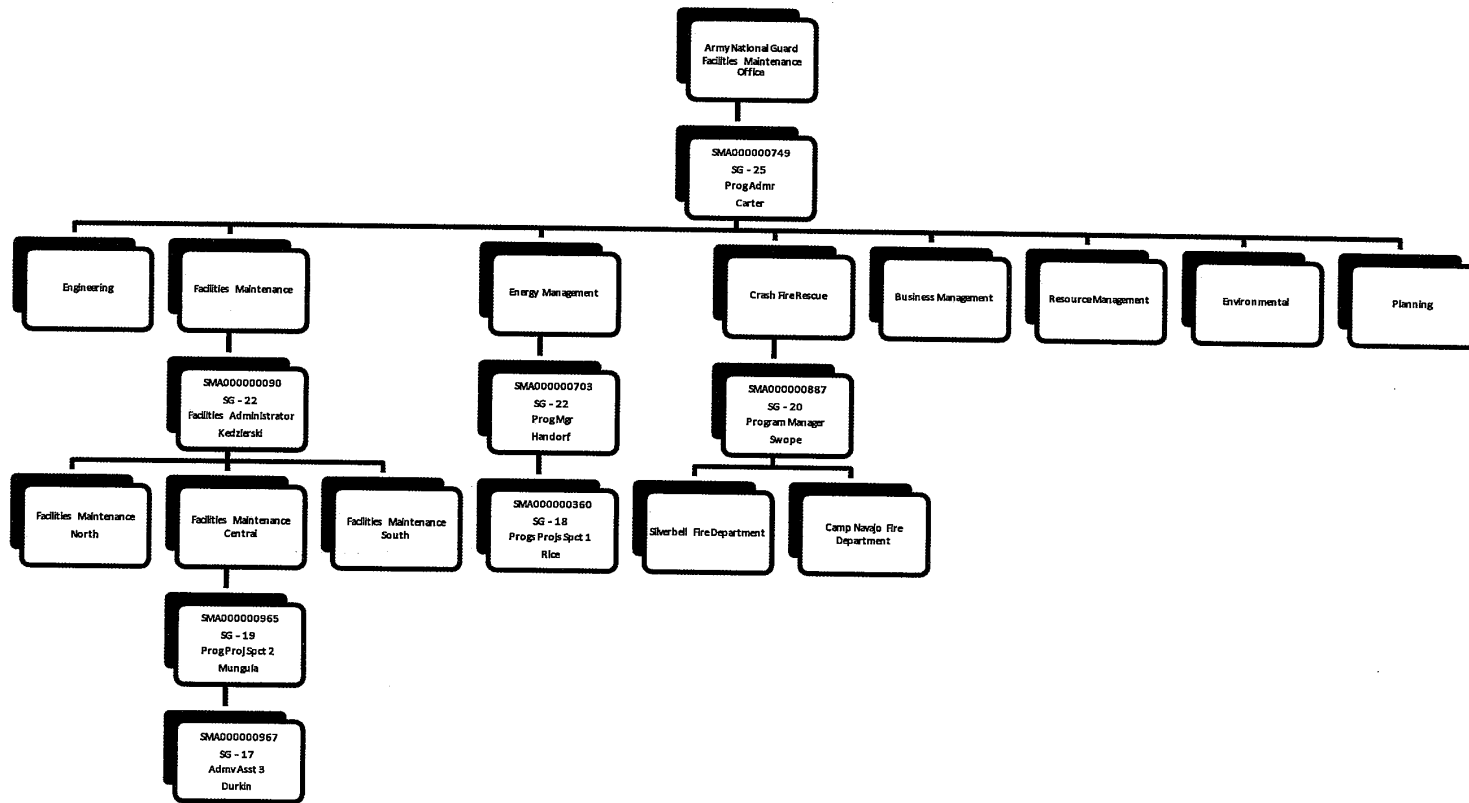 Army National Guard
Facilities Maintenance
Office
SMA000000749
SG - 25
Prog Admr
Carter
Engineering
Facilities Maintenance
Energy Management
Crash Fire Rescue
Business Management
Resource Management
Environmental
Planning
SMA000000090
SG - 22
Facilities Administrator
Kedzierski
SMA000000703
SG - 22
Prog Mgr
Handorf
SMA000000887
SG - 20
Program Manager
Swope
Facilities Maintenance
North
Facilities Maintenance
Central
Facilities Maintenance
South
SMA000000360
SG - 18
Progs Projs Spct 1
Rice
Silverbell Fire Department
Camp Navajo Fire
Department
SMA000000965
SG - 19
Prog Proj Spct 2
Munguia
SMA000000967
SG - 17
Admv Asst 3
Durkin